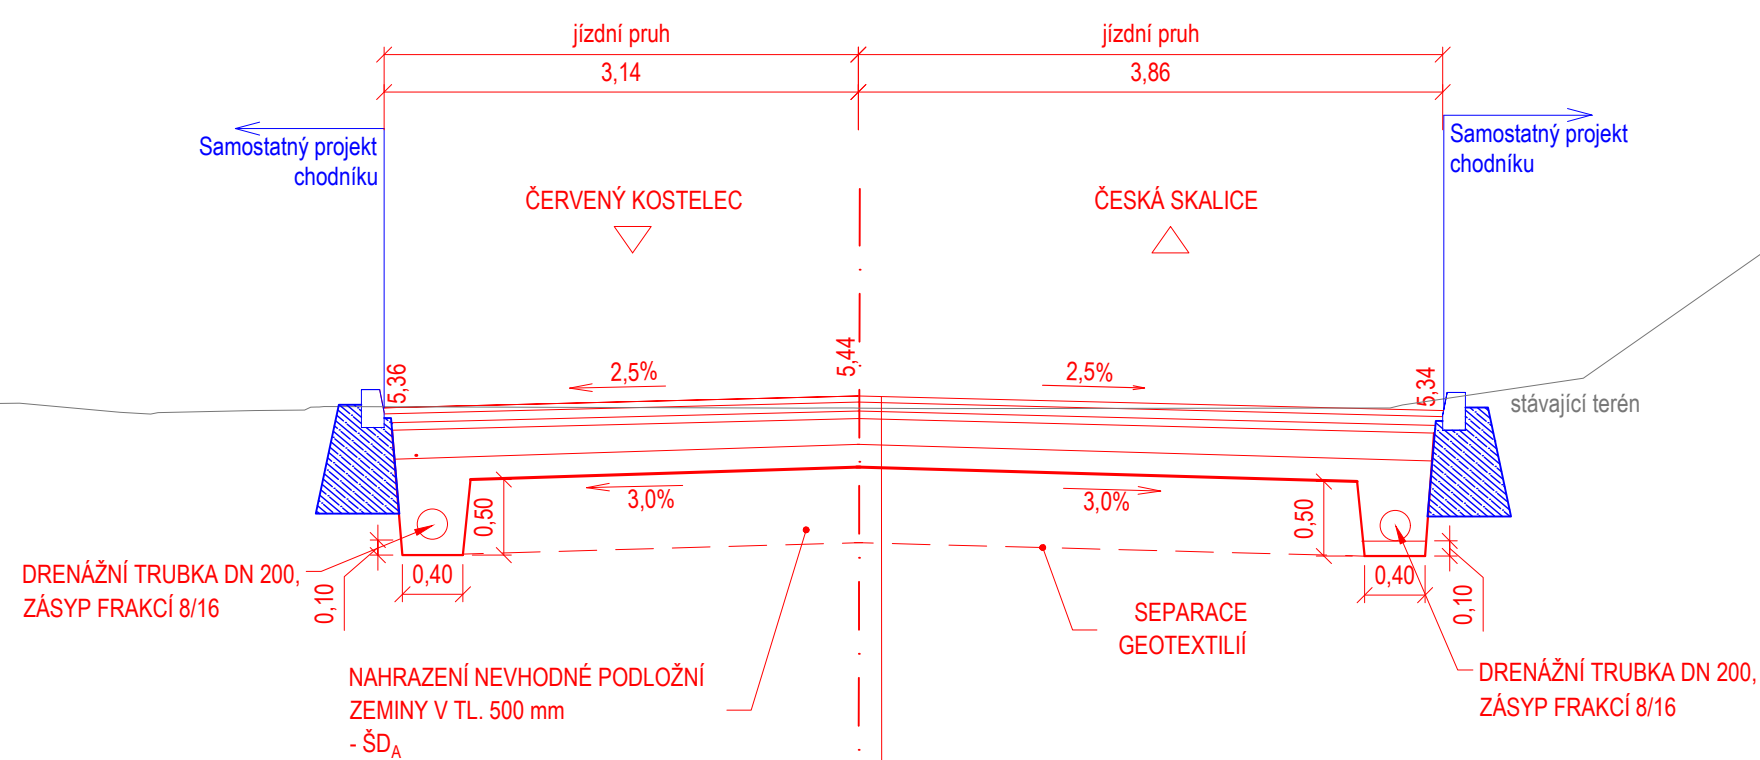 jízdní pruh
jízdní pruh
3,14
3,86
Samostatný projekt
chodníku
Samostatný projekt
chodníku
ČERVENÝ KOSTELEC
ČESKÁ SKALICE
5,36
2,5%
5,44
2,5%
5,34
stávající terén
0,50
3,0%
3,0%
0,50
DRENÁŽNÍ TRUBKA DN 200,
ZÁSYP FRAKCÍ 8/16
0,10
0,40
0,40
0,10
SEPARACE
GEOTEXTILIÍ
NAHRAZENÍ NEVHODNÉ PODLOŽNÍ
ZEMINY V TL. 500 mm
- ŠDA
DRENÁŽNÍ TRUBKA DN 200,
ZÁSYP FRAKCÍ 8/16